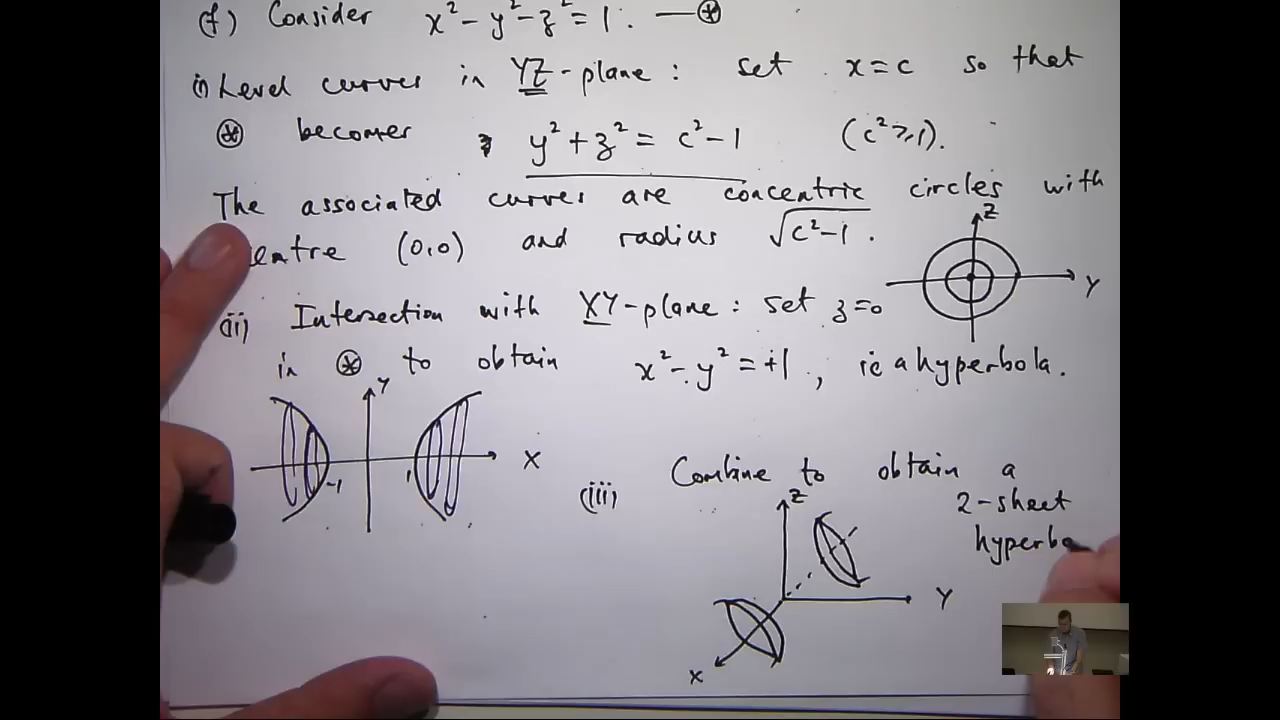 (f) Consider x² - y² - z² = 1. —⊛
(i) Level curves in YZ-plane : set x = c so that
⊛ becomes y² + z² = c² - 1 (c² ≥ 1).
The associated curves are concentric circles with
entre (0,0) and radius √(c²-1).
Z
Y
(ii) Intersection with XY-plane : set z=0
in ⊛ to obtain x² - y² = +1 , ie a hyperbola.
Y
X
-1
1
(iii) Combine to obtain a
2-sheet
hyperbo
Z
Y
X